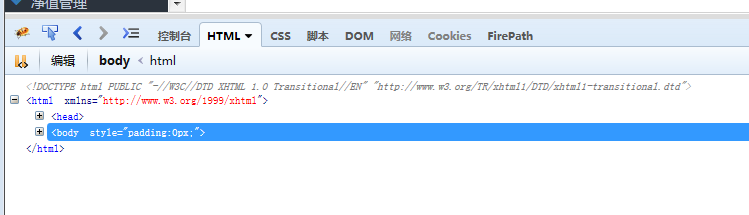 净值管理
控制台 HTML CSS 脚本 DOM 网络 Cookies FirePath
编辑 body < html
<!DOCTYPE html PUBLIC "-//W3C//DTD XHTML 1.0 Transitional//EN" "http://www.w3.org/TR/xhtml1/DTD/xhtml1-transitional.dtd">
<html xmlns="http://www.w3.org/1999/xhtml">
<head>
<body style="padding:0px;">
</html>